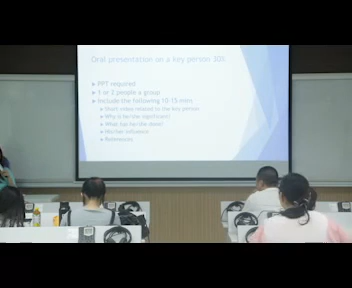 Oral presentation on a key person 30%
PPT required
1 or 2 people a group
Include the following 10-15 min:
Short video related to the key person
Why is he/she significant?
What has he/she done?
His/her influence
References